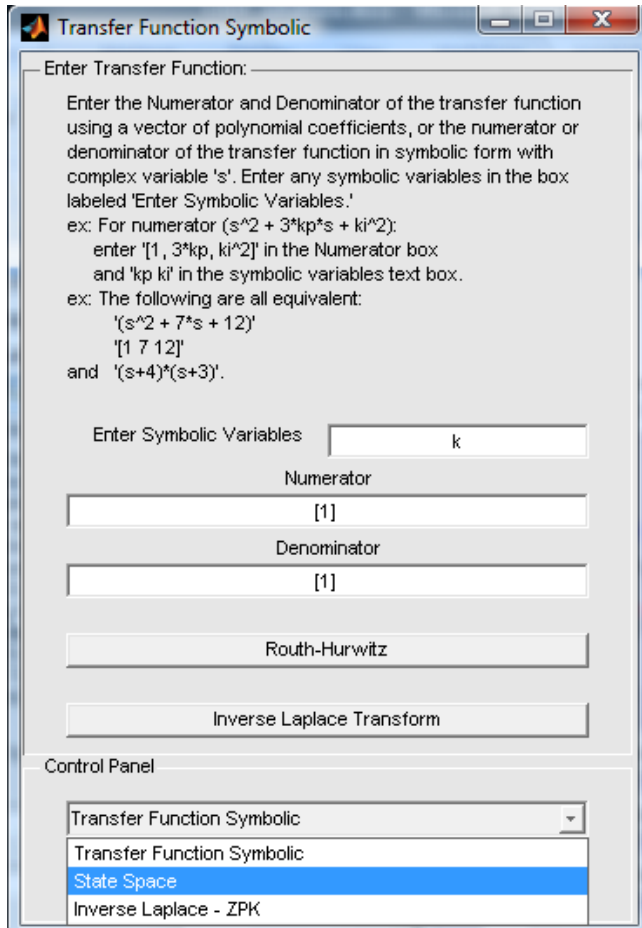 Transfer Function Symbolic
Enter Transfer Function:
Enter the Numerator and Denominator of the transfer function
using a vector of polynomial coefficients, or the numerator or
denominator of the transfer function in symbolic form with
complex variable 's'. Enter any symbolic variables in the box
labeled 'Enter Symbolic Variables.'
ex: For numerator (s^2 + 3*kp*s + ki^2):
enter '[1, 3*kp, ki^2]' in the Numerator box
and 'kp ki' in the symbolic variables text box.
ex: The following are all equivalent:
'(s^2 + 7*s + 12)'
'[1 7 12]'
and '(s+4)*(s+3)'.
Enter Symbolic Variables k
Numerator
[1]
Denominator
[1]
Routh-Hurwitz
Inverse Laplace Transform
Control Panel
Transfer Function Symbolic
Transfer Function Symbolic
State Space
Inverse Laplace - ZPK